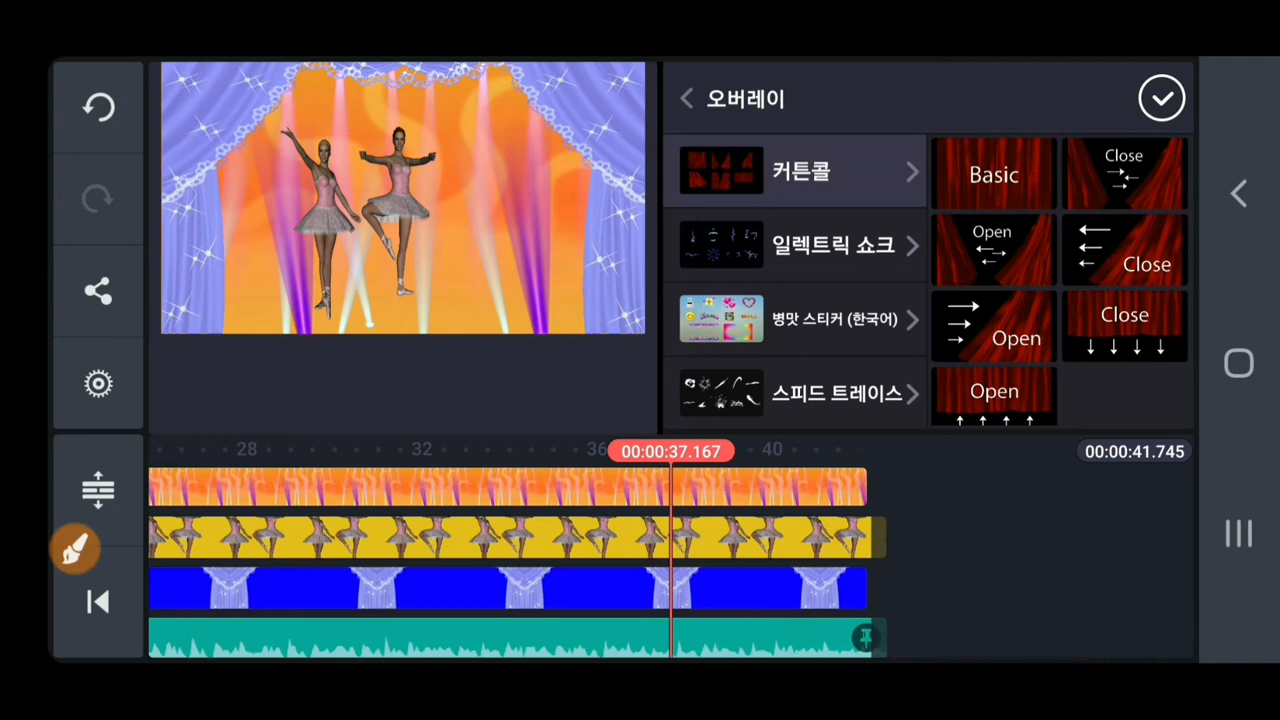 오버레이
커튼콜
일렉트릭 쇼크
병맛 스티커 (한국어)
스피드 트레이스
Basic
Close
Open
Close
Open
Close
Open
28
32
36
00:00:37.167
40
00:00:41.745